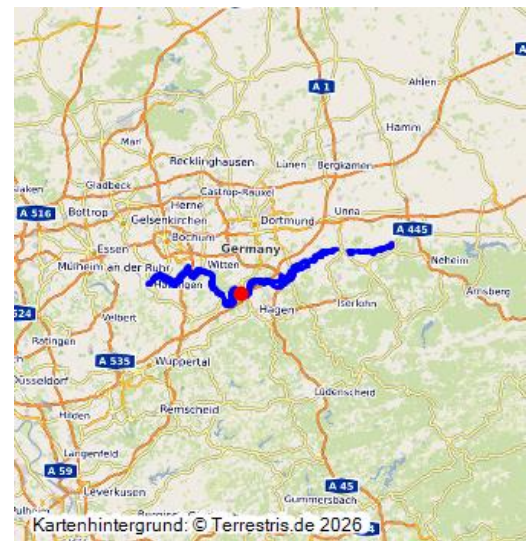 Ahlen
A 1
Hamm
Marl
Recklinghausen
Lünen
Bergkamen
Gladbeck
Castrop-Rauxel
A 516
Bottrop
Herne
Gelsenkirchen
Dortmund
Unna
A 445
Bochum
Essen
Germany
Witten
Neheim
Mülheim an der Ruhr
Arnsberg
Hagen
Iserlohn
Velbert
Ratingen
A 535
Wuppertal
Düsseldorf
Lüdenscheid
Hilden
Remscheid
Langenfeld
A 59
Leverkusen
A 45
Gummersbach
Kartenhintergrund: © Terrestris.de 2026